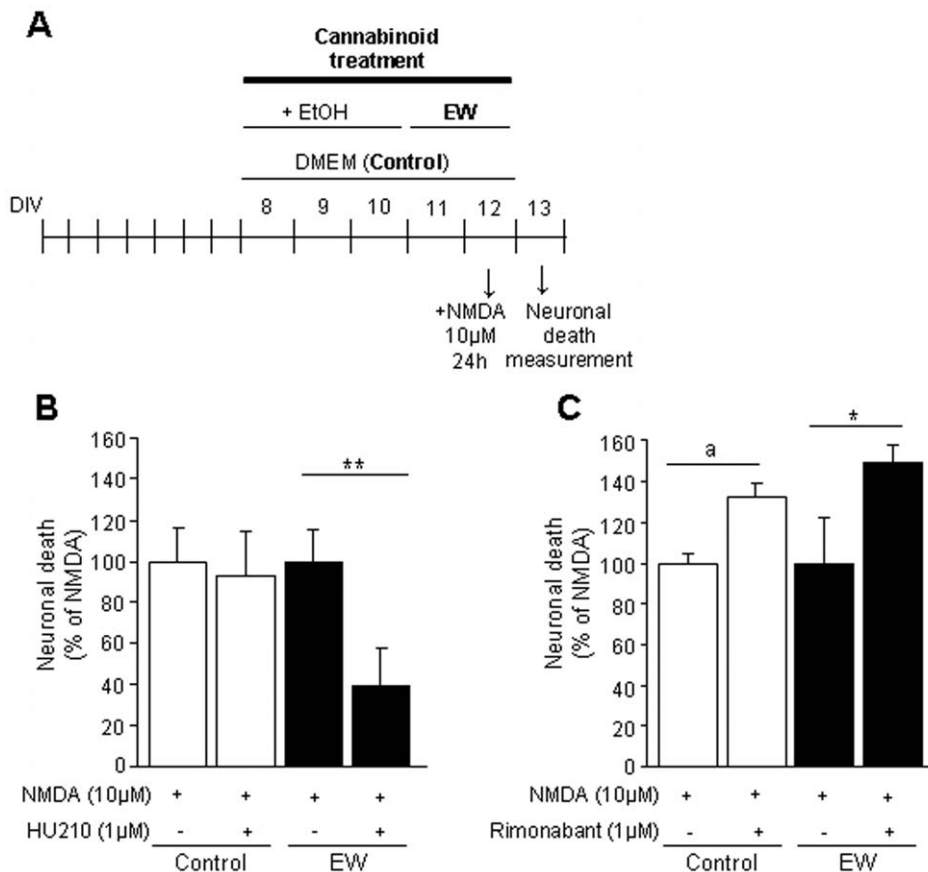 A
Cannabinoid
treatment
+ EtOH EW
DMEM (Control)
DIV 8 9 10 11 12 13
+NMDA
10µM
24h
Neuronal
death
measurement
B
Neuronal death
(% of NMDA)
160
140
120
100
80
60
40
20
0
**
NMDA (10µM) + + + +
HU210 (1µM) - + - +
Control EW
C
Neuronal death
(% of NMDA)
160
140
120
100
80
60
40
20
0
a *
NMDA (10µM) + + + +
Rimonabant (1µM) - + - +
Control EW